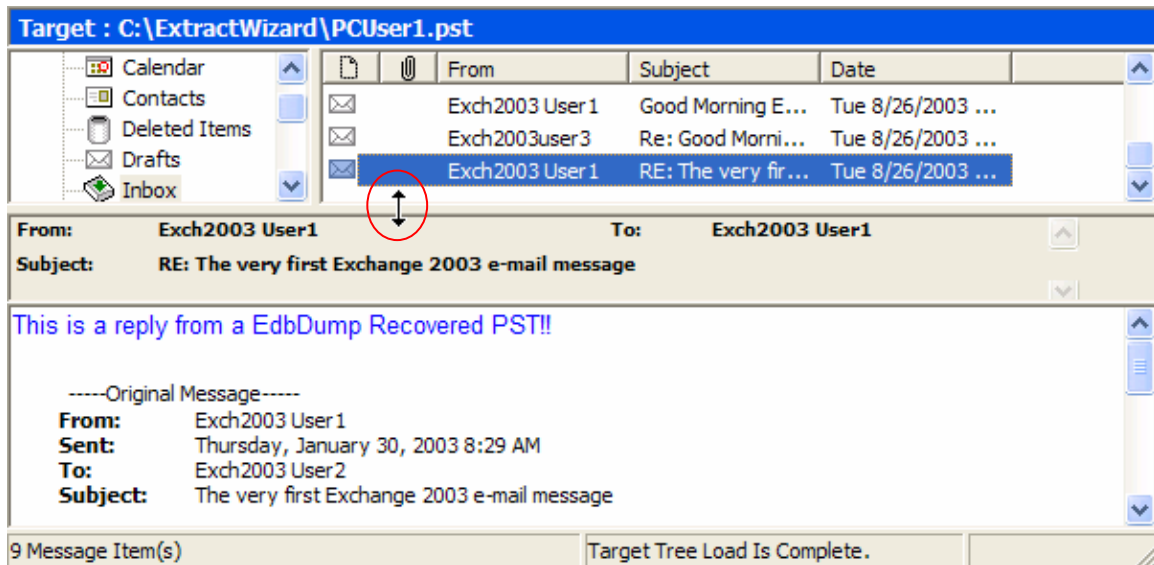 Target : C:\ExtractWizard\PCUser1.pst
Calendar
Contacts
Deleted Items
Drafts
Inbox
From Subject Date
Exch2003 User1 Good Morning E... Tue 8/26/2003 ...
Exch2003user3 Re: Good Morni... Tue 8/26/2003 ...
Exch2003 User1 RE: The very fir... Tue 8/26/2003 ...
From: Exch2003 User1 To: Exch2003 User1
Subject: RE: The very first Exchange 2003 e-mail message
This is a reply from a EdbDump Recovered PST!!
-----Original Message-----
From: Exch2003 User1
Sent: Thursday, January 30, 2003 8:29 AM
To: Exch2003 User2
Subject: The very first Exchange 2003 e-mail message
9 Message Item(s) Target Tree Load Is Complete.